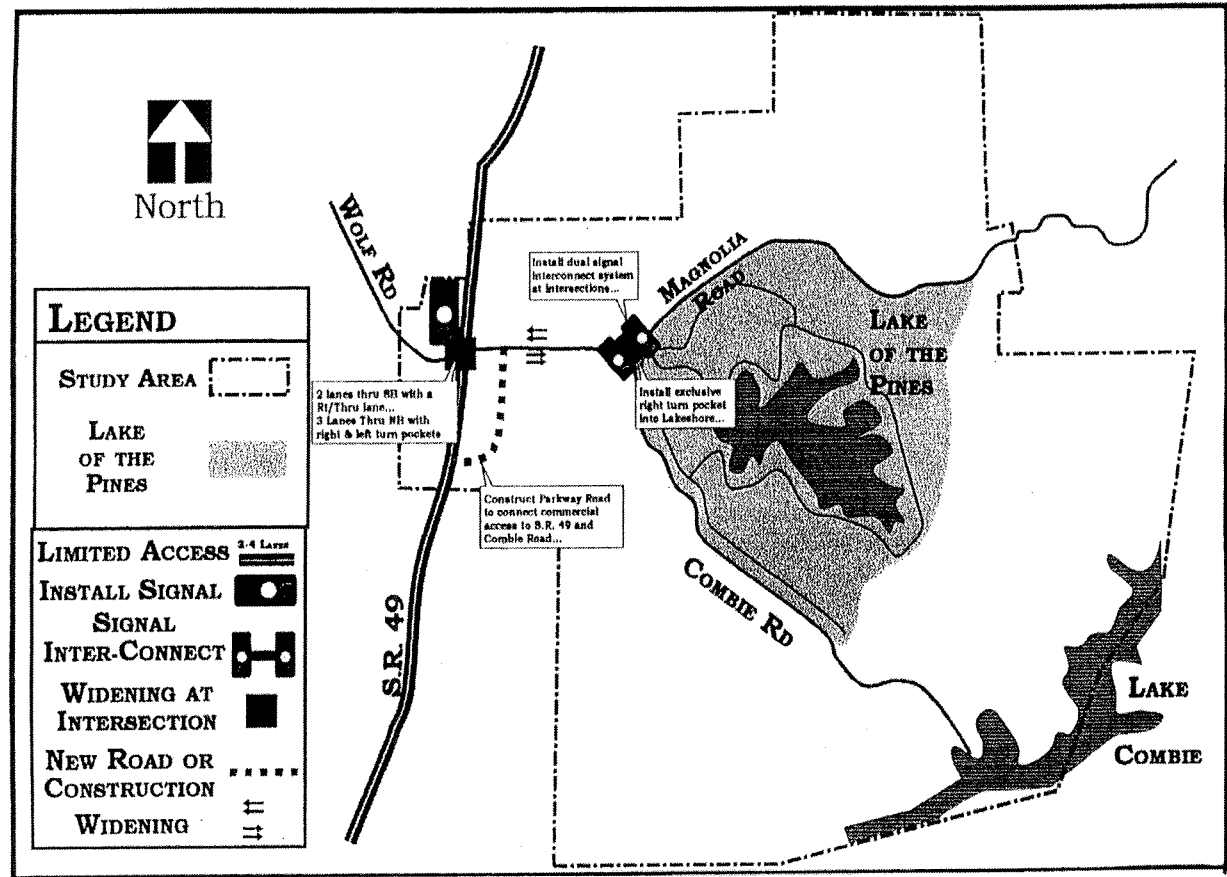 North
WOLF RD
Install dual signal
interconnect system
at intersections...
MAGNOLIA
ROAD
LAKE
OF THE
PINES
2 lanes thru SB with a
Rt/Thru lane...
3 Lanes Thru NB with
right & left turn pockets
Install exclusive
right turn pocket
into Lakeshore...
Construct Parkway Road
to connect commercial
access to S.R. 49 and
Combie Road...
S.R. 49
COMBIE RD
LAKE
COMBIE
LEGEND
STUDY AREA
LAKE
OF THE
PINES
LIMITED ACCESS
2-4 LANES
INSTALL SIGNAL
SIGNAL
INTER-CONNECT
WIDENING AT
INTERSECTION
NEW ROAD OR
CONSTRUCTION
WIDENING